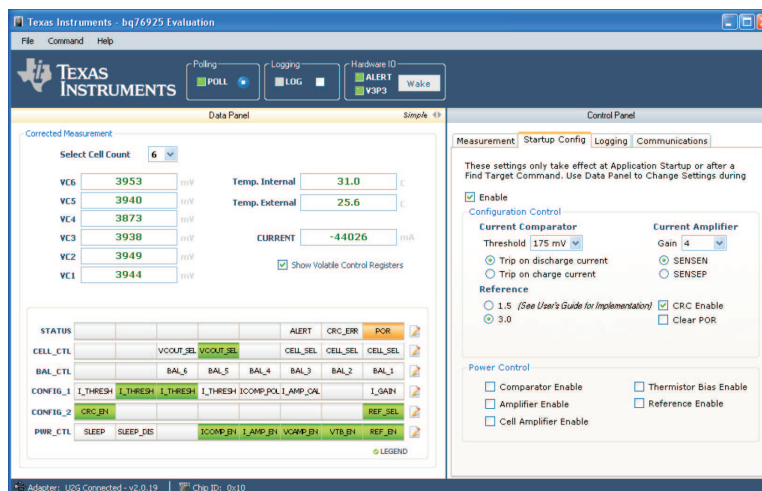 Texas Instruments - bq76925 Evaluation
File Command Help
TEXAS INSTRUMENTS
Polling
POLL
Logging
LOG
Hardware IO
ALERT
V3P3
Wake
Data Panel Simple
Corrected Measurement
Select Cell Count 6
VC6 3953 mV
VC5 3940 mV
VC4 3873 mV
VC3 3938 mV
VC2 3949 mV
VC1 3944 mV
Temp. Internal 31.0 C
Temp. External 25.6 C
CURRENT -44026 mA
Show Volatile Control Registers
STATUS ALERT CRC_ERR POR
CELL_CTL VCOUT_SEL VCOUT_SEL CELL_SEL CELL_SEL CELL_SEL
BAL_CTL BAL_6 BAL_5 BAL_4 BAL_3 BAL_2 BAL_1
CONFIG_1 I_THRESH I_THRESH I_THRESH I_THRESH ICOMP_POL I_AMP_CAL I_GAIN
CONFIG_2 CRC_EN REF_SEL
PWR_CTL SLEEP SLEEP_DIS ICOMP_EN I_AMP_EN VCAMP_EN VTB_EN REF_EN
LEGEND
Control Panel
Measurement Startup Config Logging Communications
These settings only take effect at Application Startup or after a
Find Target Command. Use Data Panel to Change Settings during
Enable
Configuration Control
Current Comparator
Threshold 175 mV
Trip on discharge current
Trip on charge current
Current Amplifier
Gain 4
SENSEN
SENSEP
Reference
1.5 (See User's Guide for Implementation)
3.0
CRC Enable
Clear POR
Power Control
Comparator Enable
Amplifier Enable
Cell Amplifier Enable
Thermistor Bias Enable
Reference Enable
Adapter: U2G Connected - v2.0.19 Chip ID: 0x10